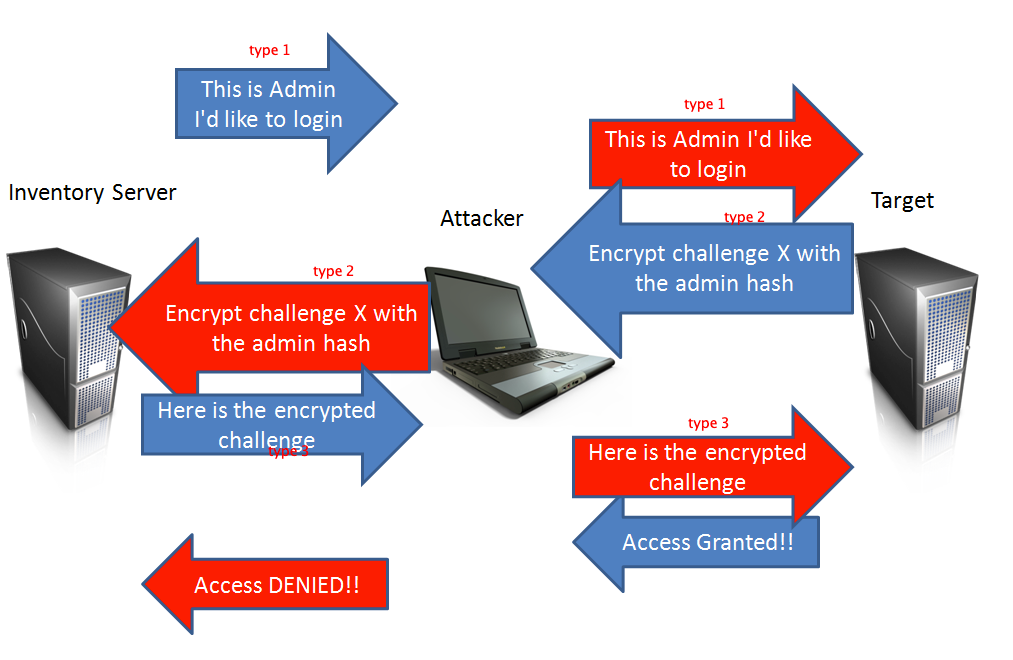 type 1
This is Admin
I'd like to login
type 1
This is Admin I'd like
to login
Inventory Server
Attacker
Target
type 2
Encrypt challenge X with
the admin hash
type 2
Encrypt challenge X with
the admin hash
Here is the encrypted
challenge
type 3
type 3
Here is the encrypted
challenge
Access Granted!!
Access DENIED!!